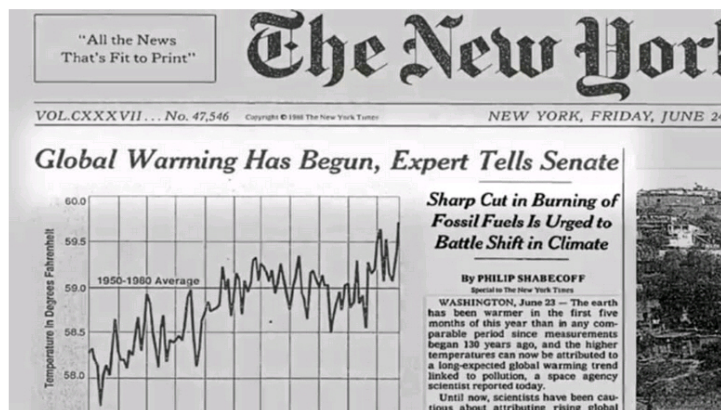 "All the News
That's Fit to Print"
The New York
VOL.CXXXVII... No. 47,546
Copyright © 1988 The New York Times
NEW YORK, FRIDAY, JUNE 24
Global Warming Has Begun, Expert Tells Senate
Sharp Cut in Burning of
Fossil Fuels Is Urged to
Battle Shift in Climate
By PHILIP SHABECOFF
Special to The New York Times
WASHINGTON, June 23 — The earth
has been warmer in the first five
months of this year than in any com-
parable period since measurements
began 130 years ago, and the higher
temperatures can now be attributed to
a long-expected global warming trend
linked to pollution, a space agency
scientist reported today.
Until now, scientists have been cau-
tious about attributing rising global
Temperature in Degrees Fahrenheit
60.0
59.5
59.0
58.5
58.0
1950-1980 Average